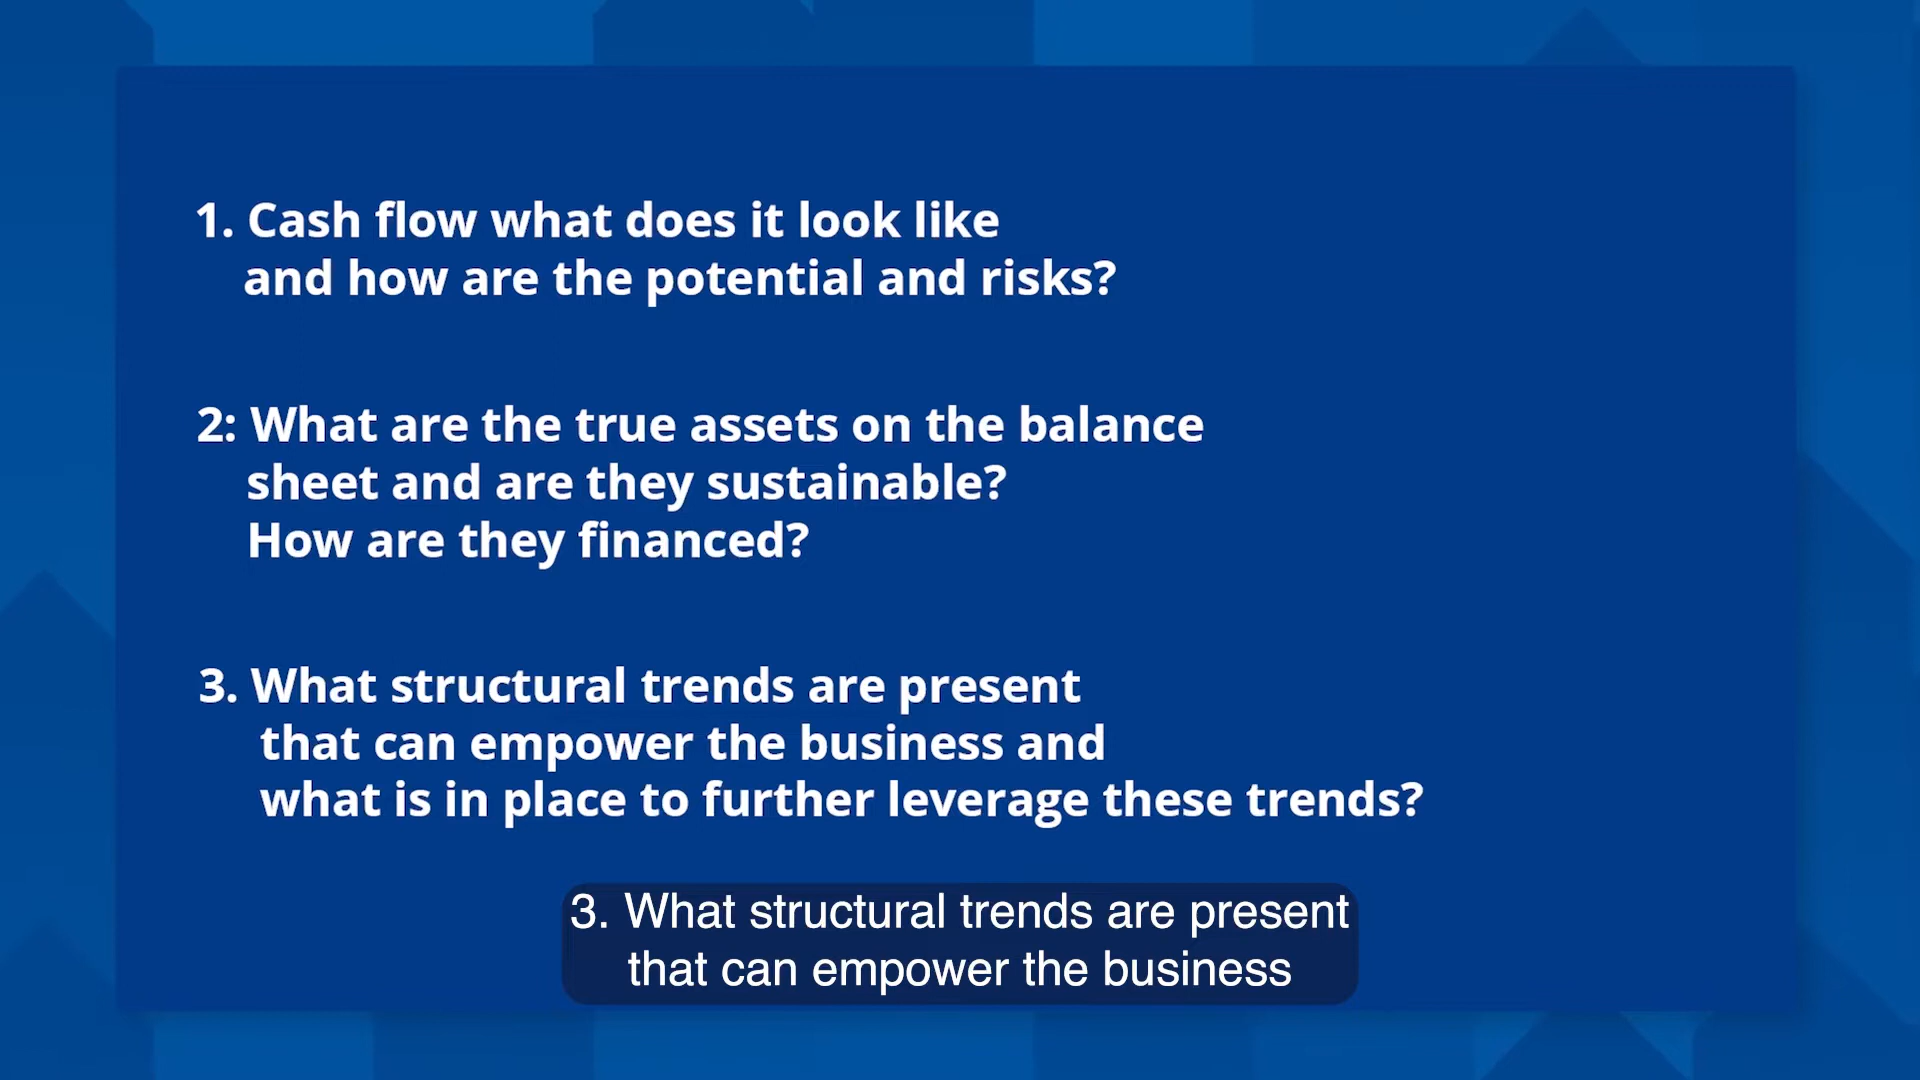 1. Cash flow what does it look like
and how are the potential and risks?
2: What are the true assets on the balance
sheet and are they sustainable?
How are they financed?
3. What structural trends are present
that can empower the business and
what is in place to further leverage these trends?
3. What structural trends are present
that can empower the business